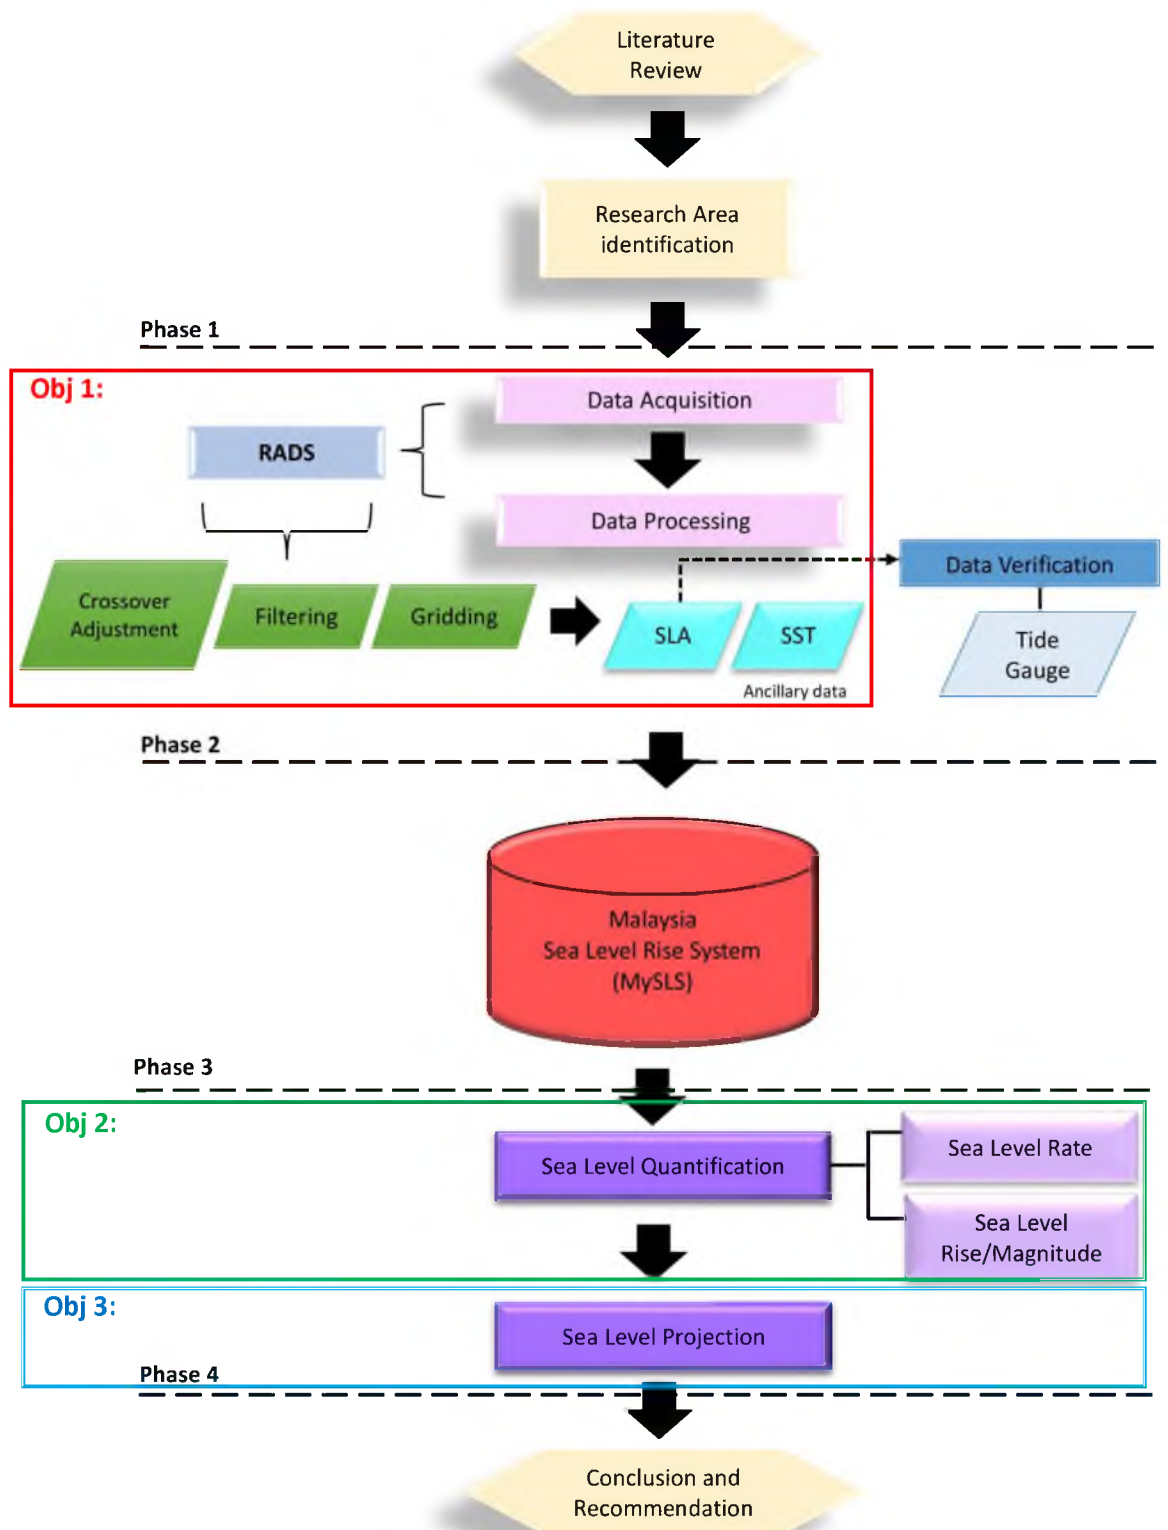 Literature
Review
Research Area
identification
Phase 1
Obj 1:
Data Acquisition
RADS
Data Processing
Data Verification
Crossover
Adjustment
Filtering
Gridding
SLA
SST
Tide
Gauge
Ancillary data
Phase 2
Malaysia
Sea Level Rise System
(MySLS)
Phase 3
Obj 2:
Sea Level Quantification
Sea Level Rate
Sea Level
Rise/Magnitude
Obj 3:
Sea Level Projection
Phase 4
Conclusion and
Recommendation